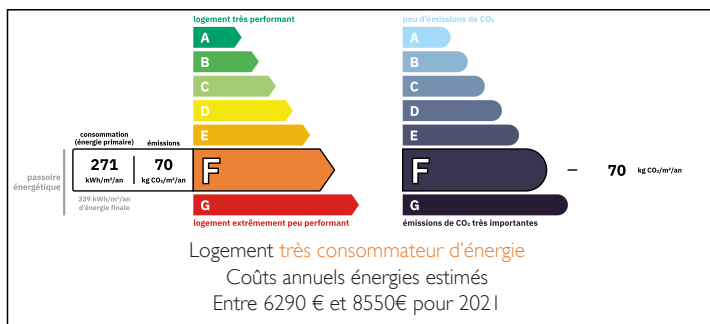 logement très performant
A
B
C
D
E
consommation
(énergie primaire)
émissions
passoire
énergétique
271
kWh/m²/an
70
kg CO₂/m²/an
F
239 kWh/m²/an
d'énergie finale
G
logement extrêmement peu performant
peu d'émissions de CO₂
A
B
C
D
E
F
70 kg CO₂/m²/an
G
émissions de CO₂ très importantes
Logement très consommateur d'énergie
Coûts annuels énergies estimés
Entre 6290 € et 8550€ pour 2021